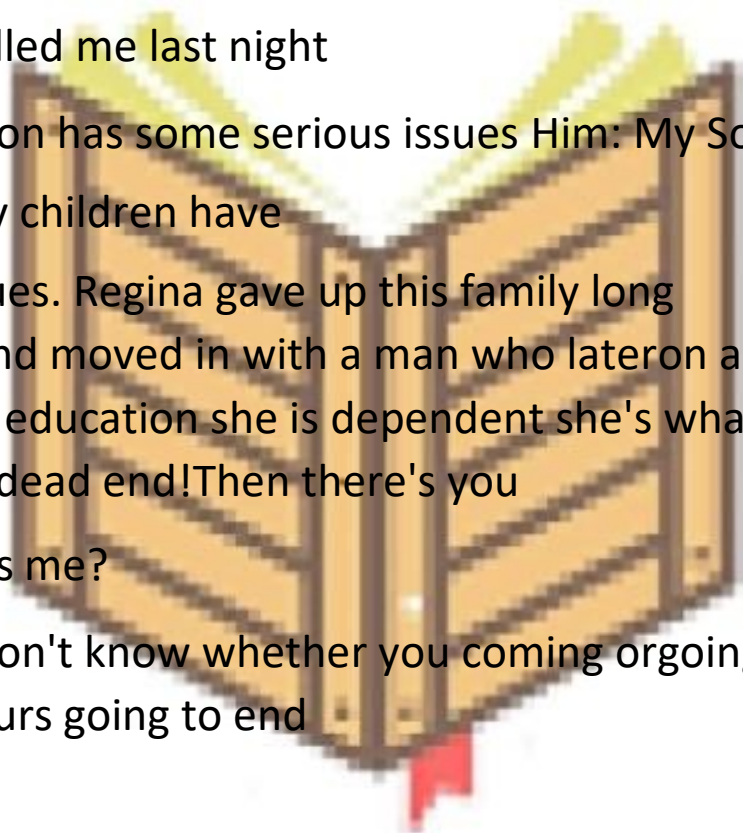 lled me last night
on has some serious issues Him: My So
y children have
ues. Regina gave up this family long
nd moved in with a man who lateron a
education she is dependent she's wha
dead end!Then there's you
s me?
on't know whether you coming orgoing
urs going to end